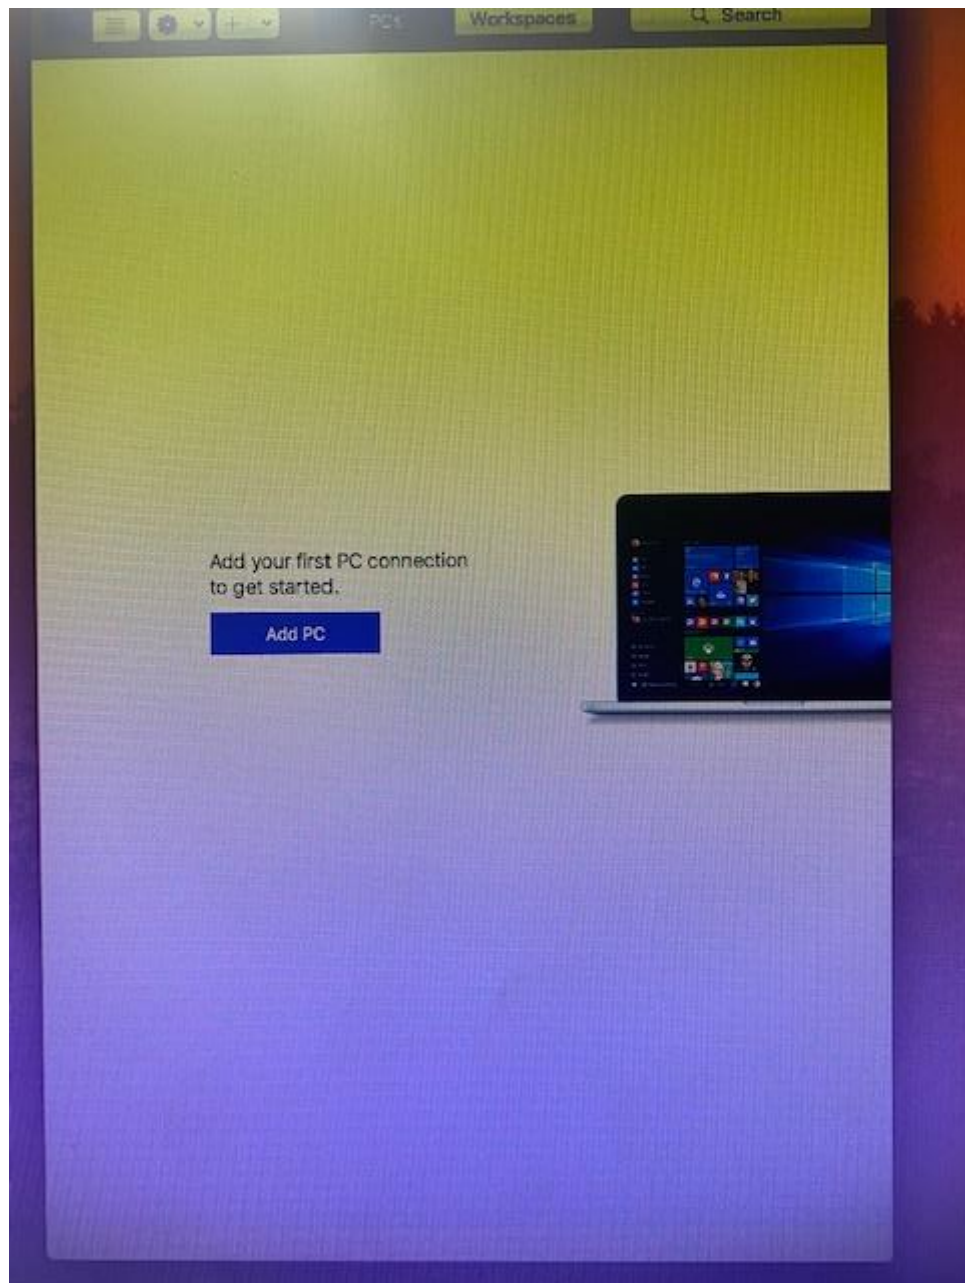 PCs
Workspaces
Search
Add your first PC connection
to get started.
Add PC